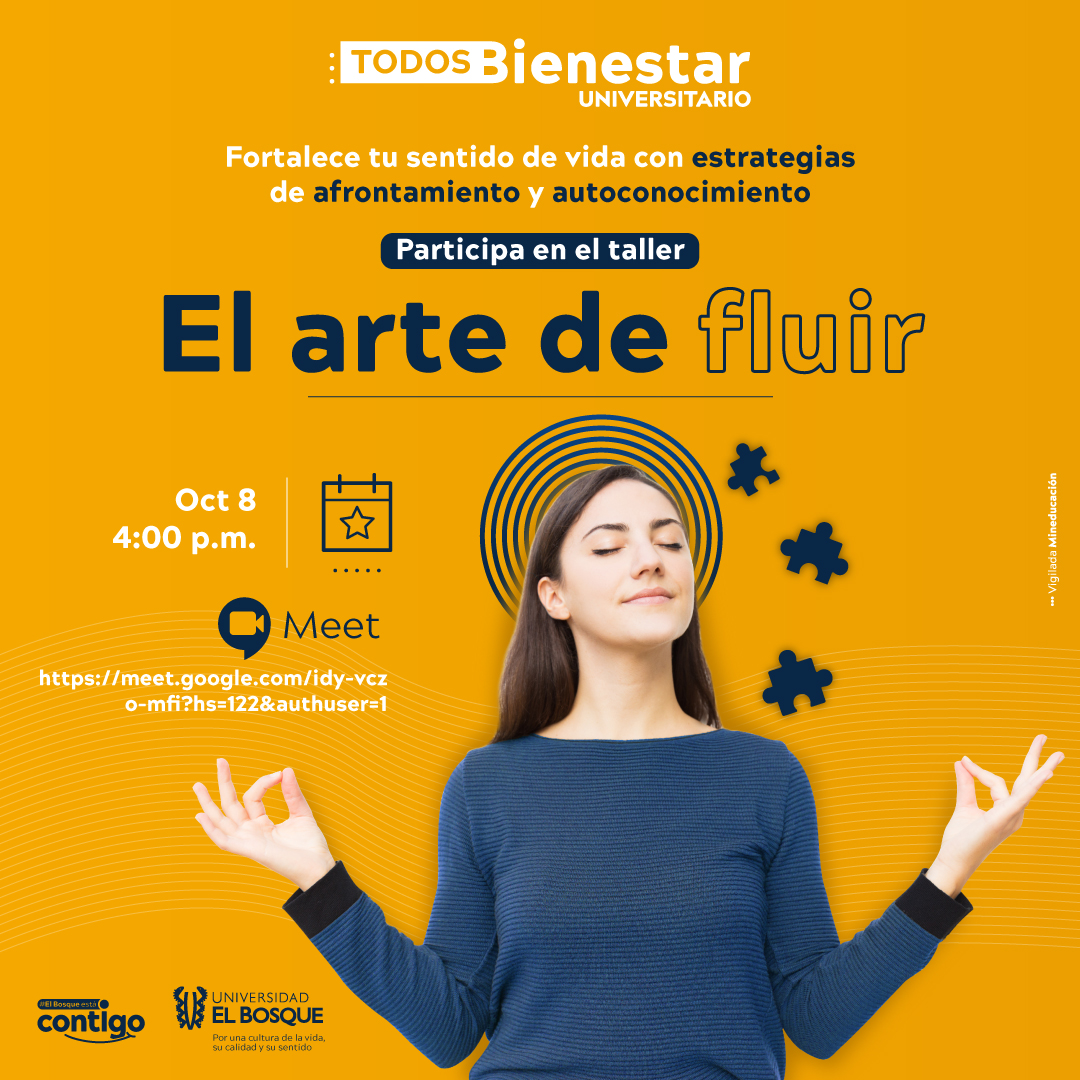 TODOS Bienestar
UNIVERSITARIO
Fortalece tu sentido de vida con estrategias
de afrontamiento y autoconocimiento
Participa en el taller
El arte de fluir
Oct 8
4:00 p.m.
Meet
https://meet.google.com/idy-vcz
o-mfi?hs=122&authuser=1
Vigilada Mineducación
#El Bosque está
contigo
UNIVERSIDAD
EL BOSQUE
Por una cultura de la vida,
su calidad y su sentido